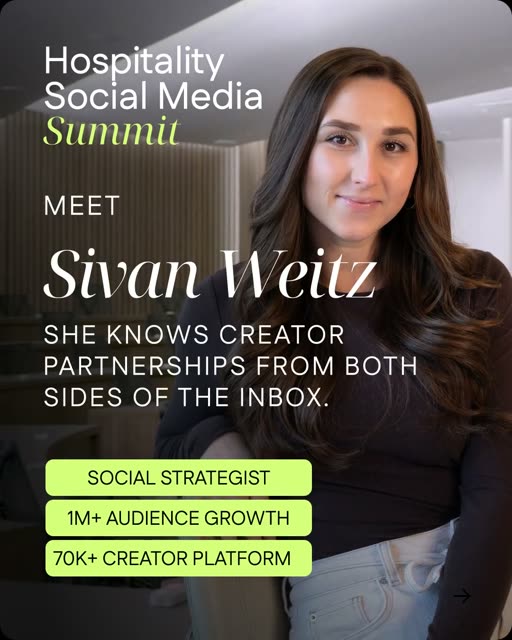 Hospitality
Social Media
Summit
MEET
Sivan Weitz
SHE KNOWS CREATOR
PARTNERSHIPS FROM BOTH
SIDES OF THE INBOX.
SOCIAL STRATEGIST
1M+ AUDIENCE GROWTH
70K+ CREATOR PLATFORM